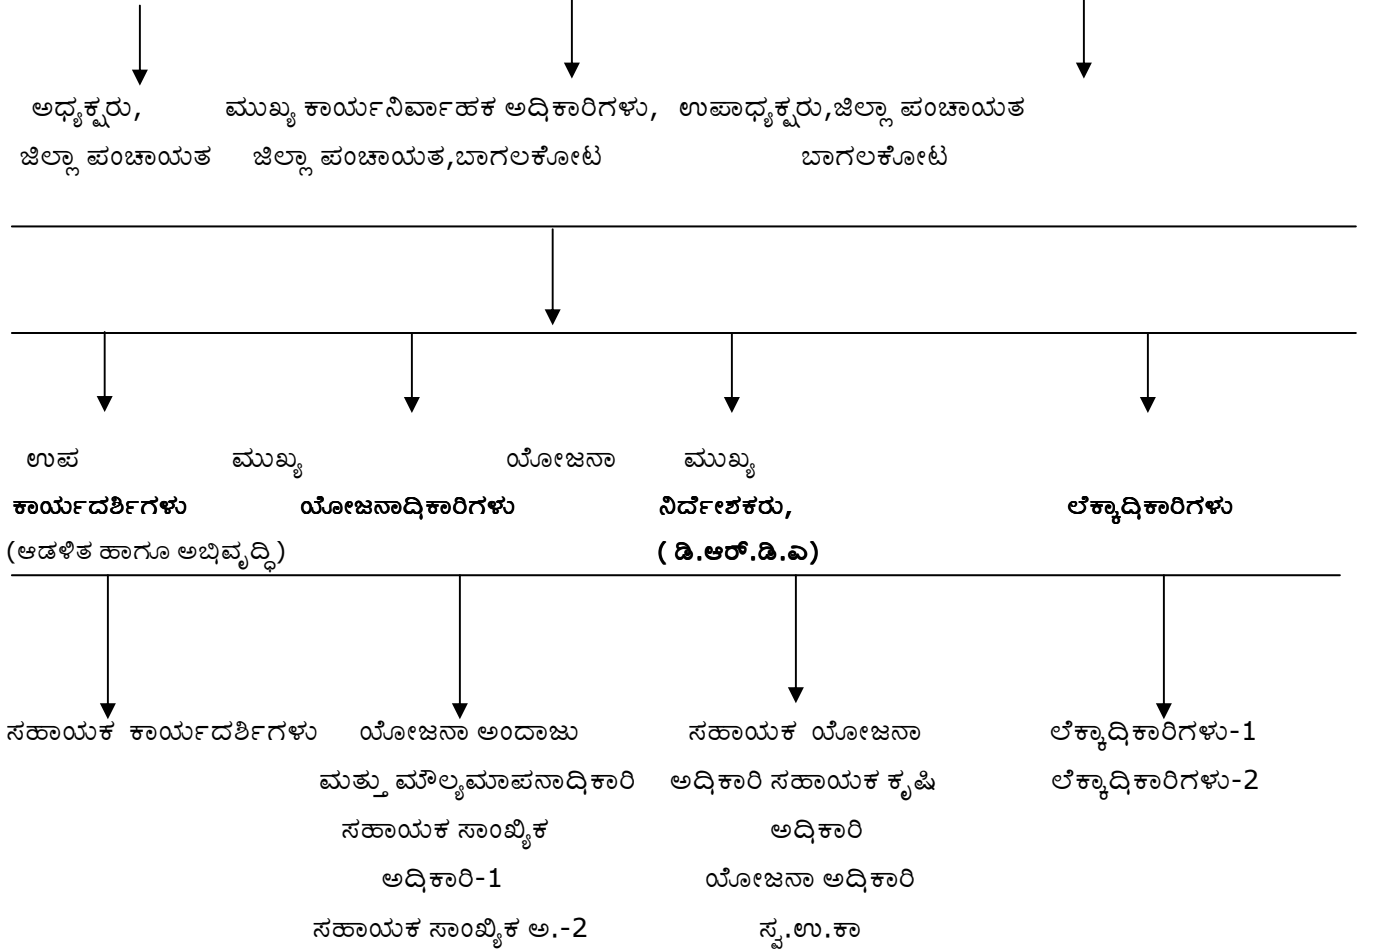 ಅಧ್ಯಕ್ಷರು, ಮುಖ್ಯ ಕಾರ್ಯನಿರ್ವಾಹಕ ಅಧಿಕಾರಿಗಳು, ಉಪಾಧ್ಯಕ್ಷರು,ಜಿಲ್ಲಾ ಪಂಚಾಯತ
ಜಿಲ್ಲಾ ಪಂಚಾಯತ ಜಿಲ್ಲಾ ಪಂಚಾಯತ,ಬಾಗಲಕೋಟ ಬಾಗಲಕೋಟ
ಉಪ ಮುಖ್ಯ ಯೋಜನಾ ಮುಖ್ಯ
ಕಾರ್ಯದರ್ಶಿಗಳು ಯೋಜನಾಧಿಕಾರಿಗಳು ನಿರ್ದೇಶಕರು, ಲೆಕ್ಕಾಧಿಕಾರಿಗಳು
(ಆಡಳಿತ ಹಾಗೂ ಅಭಿವೃದ್ಧಿ) ( ಡಿ.ಆರ್.ಡಿ.ಎ)
ಸಹಾಯಕ ಕಾರ್ಯದರ್ಶಿಗಳು ಯೋಜನಾ ಅಂದಾಜು ಸಹಾಯಕ ಯೋಜನಾ ಲೆಕ್ಕಾಧಿಕಾರಿಗಳು-1
ಮತ್ತು ಮೌಲ್ಯಮಾಪನಾಧಿಕಾರಿ ಅಧಿಕಾರಿ ಸಹಾಯಕ ಕೃಷಿ ಲೆಕ್ಕಾಧಿಕಾರಿಗಳು-2
ಸಹಾಯಕ ಸಾಂಖ್ಯಿಕ ಅಧಿಕಾರಿ
ಅಧಿಕಾರಿ-1 ಯೋಜನಾ ಅಧಿಕಾರಿ
ಸಹಾಯಕ ಸಾಂಖ್ಯಿಕ ಅ.-2 ಸ್ವ.ಉ.ಕಾ